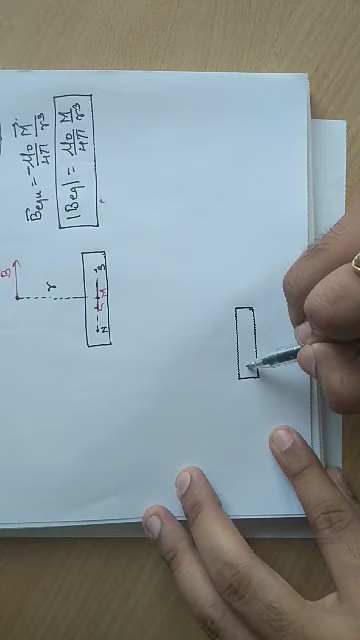 B⃗equ = −μ₀/4π M⃗/r³
|Beq| = μ₀/4π M/r³
B
r
N S
M